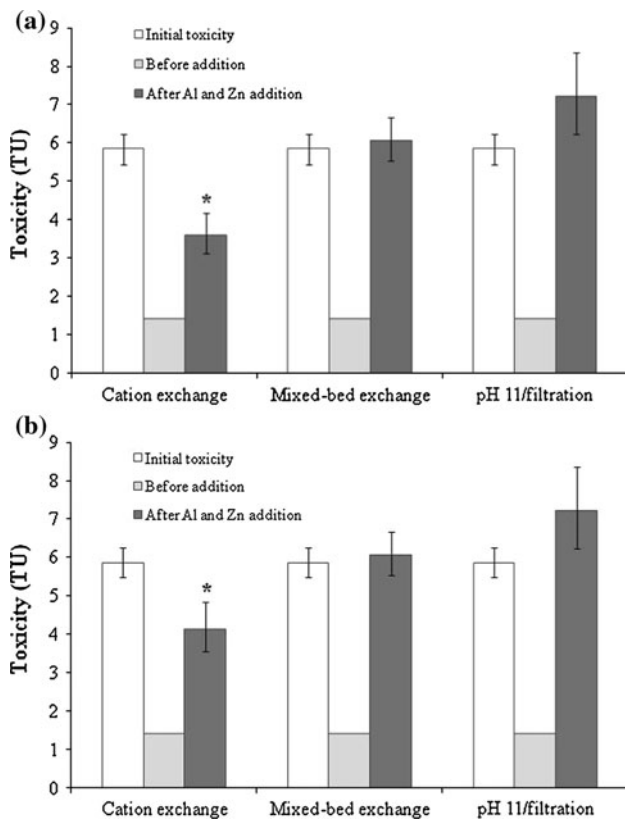 (a)
9
8
7
6
5
4
3
2
1
0
Toxicity (TU)
Initial toxicity
Before addition
After Al and Zn addition
*
Cation exchange Mixed-bed exchange pH 11/filtration
(b)
9
8
7
6
5
4
3
2
1
0
Toxicity (TU)
Initial toxicity
Before addition
After Al and Zn addition
*
Cation exchange Mixed-bed exchange pH 11/filtration